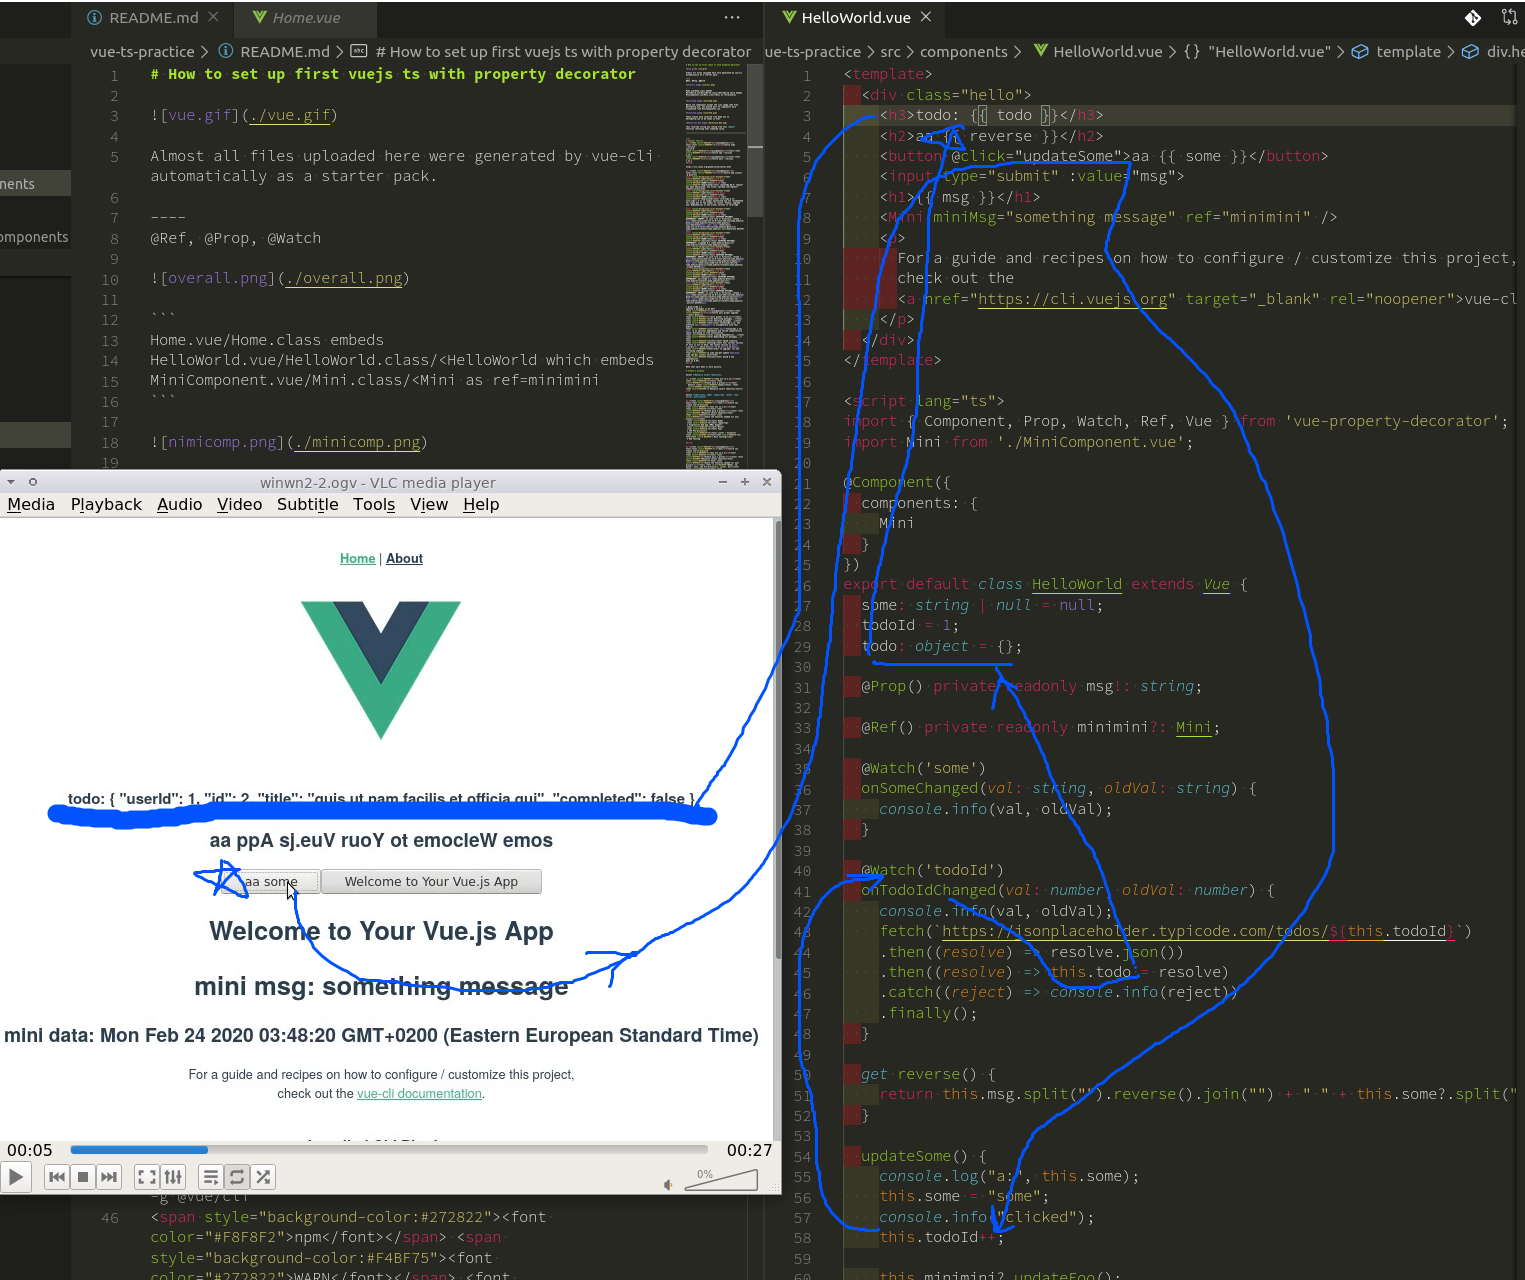 README.md
Home.vue
vue-ts-practice > README.md > # How to set up first vuejs ts with property decorator
nents
omponents
1 # How to set up first vuejs ts with property decorator
2
3 ![vue.gif](./vue.gif)
4
5 Almost all files uploaded here were generated by vue-cli
automatically as a starter pack.
6
7 ----
8 @Ref, @Prop, @Watch
9
10 ![overall.png](./overall.png)
11
12 ```
13 Home.vue/Home.class embeds
14 HelloWorld.vue/HelloWorld.class/<HelloWorld which embeds
15 MiniComponent.vue/Mini.class/<Mini as ref=minimini
16 ```
17
18 ![nimicomp.png](./minicomp.png)
19
winwn2-2.ogv - VLC media player
Media Playback Audio Video Subtitle Tools View Help
Home | About
todo: { "userId": 1, "id": 2, "title": "quis ut nam facilis et officia qui", "completed": false }
aa ppA sj.euV ruoY ot emocleW emos
aa some
Welcome to Your Vue.js App
Welcome to Your Vue.js App
mini msg: something message
mini data: Mon Feb 24 2020 03:48:20 GMT+0200 (Eastern European Standard Time)
For a guide and recipes on how to configure / customize this project,
check out the vue-cli documentation.
00:05
00:27
0%
-g @vue/cli
46 <span style="background-color:#272822"><font
color="#F8F8F2">npm</font></span> <span
style="background-color:#F4BF75"><font
color="#272822">WARN</font></span> <font
HelloWorld.vue
ue-ts-practice > src > components > HelloWorld.vue > {} "HelloWorld.vue" > template > div.he
1 <template>
2 <div class="hello">
3 <h3>todo: {{ todo }}</h3>
4 <h2>aa {{ reverse }}</h2>
5 <button @click="updateSome">aa {{ some }}</button>
6 <input type="submit" :value="msg">
7 <h1>{{ msg }}</h1>
8 <Mini miniMsg="something message" ref="minimini" />
9 <p>
10 For a guide and recipes on how to configure / customize this project,
11 check out the
12 <a href="https://cli.vuejs.org" target="_blank" rel="noopener">vue-cl
13 </p>
14 </div>
15 </template>
16
17 <script lang="ts">
18 import { Component, Prop, Watch, Ref, Vue } from 'vue-property-decorator';
19 import Mini from './MiniComponent.vue';
20
21 @Component({
22 components: {
23 Mini
24 }
25 })
26 export default class HelloWorld extends Vue {
27 some: string | null = null;
28 todoId = 1;
29 todo: object = {};
30
31 @Prop() private readonly msg!: string;
32
33 @Ref() private readonly minimini?: Mini;
34
35 @Watch('some')
36 onSomeChanged(val: string, oldVal: string) {
37 console.info(val, oldVal);
38 }
39
40 @Watch('todoId')
41 onTodoIdChanged(val: number, oldVal: number) {
42 console.info(val, oldVal);
43 fetch(`https://jsonplaceholder.typicode.com/todos/${this.todoId}`)
44 .then((resolve) => resolve.json())
45 .then((resolve) => this.todo = resolve)
46 .catch((reject) => console.info(reject))
47 .finally();
48 }
49
50 get reverse() {
51 return this.msg.split("").reverse().join("") + " " + this.some?.split("
52 }
53
54 updateSome() {
55 console.log("a:", this.some);
56 this.some = "some";
57 console.info("clicked");
58 this.todoId++;
59
60 this.minimini?.updateFoo();